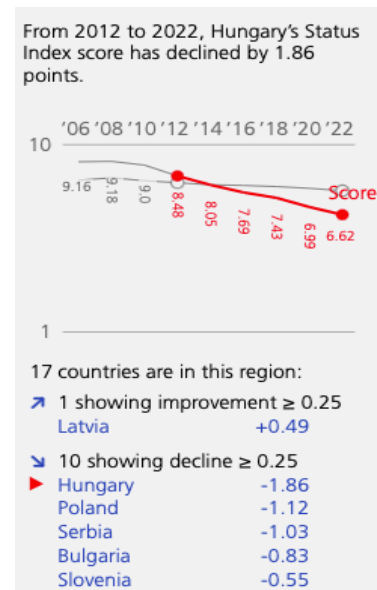 From 2012 to 2022, Hungary's Status
Index score has declined by 1.86
points.
'06 '08 '10 '12 '14 '16 '18 '20 '22
10
9.16 9.18 9.0 8.48 8.05 7.69 7.43 6.99 6.62
Score
1
17 countries are in this region:
1 showing improvement ≥ 0.25
Latvia +0.49
10 showing decline ≥ 0.25
Hungary -1.86
Poland -1.12
Serbia -1.03
Bulgaria -0.83
Slovenia -0.55